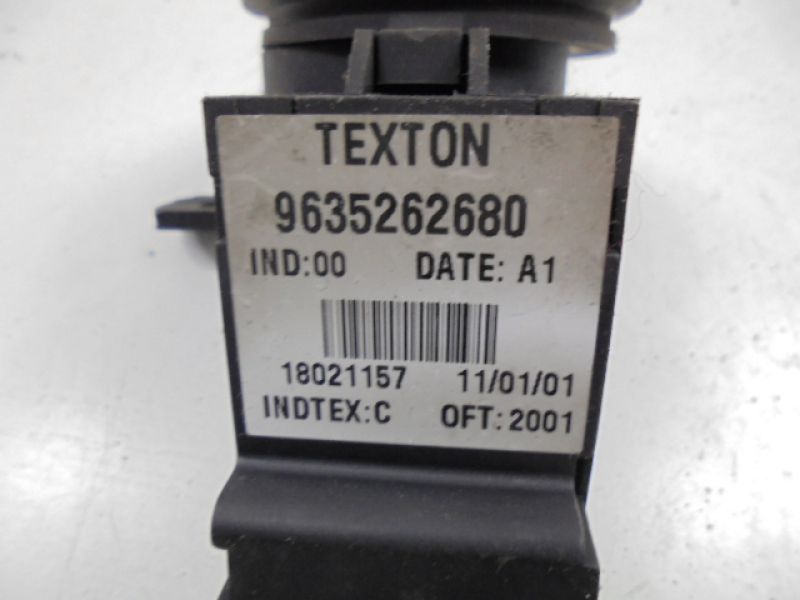 TEXTON
9635262680
IND:00 DATE: A1
18021157 11/01/01
INDTEX:C OFT:2001